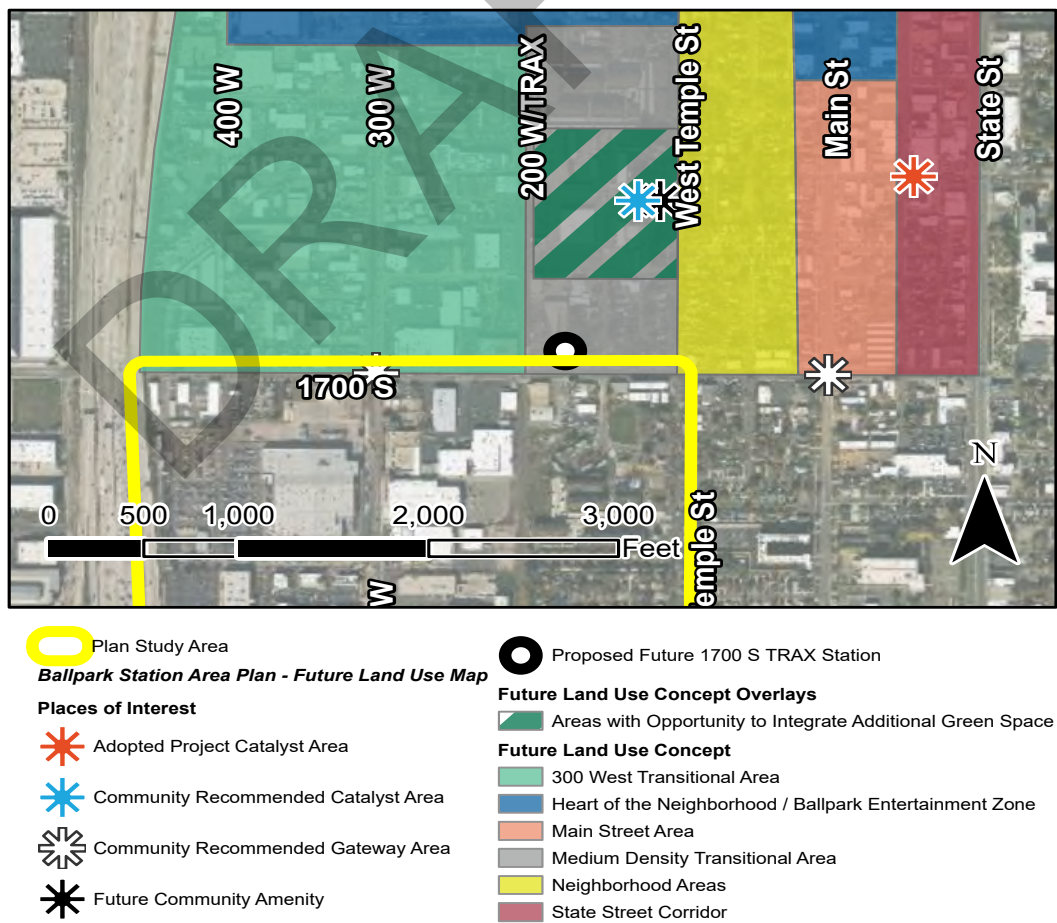 DRAFT
400 W
300 W
200 W/TRAX
West Temple St
Main St
State St
1700 S
N
0 500 1,000 2,000 3,000
Feet
W
emple St
Plan Study Area
Ballpark Station Area Plan - Future Land Use Map
Places of Interest
Adopted Project Catalyst Area
Community Recommended Catalyst Area
Community Recommended Gateway Area
Future Community Amenity
Proposed Future 1700 S TRAX Station
Future Land Use Concept Overlays
Areas with Opportunity to Integrate Additional Green Space
Future Land Use Concept
300 West Transitional Area
Heart of the Neighborhood / Ballpark Entertainment Zone
Main Street Area
Medium Density Transitional Area
Neighborhood Areas
State Street Corridor